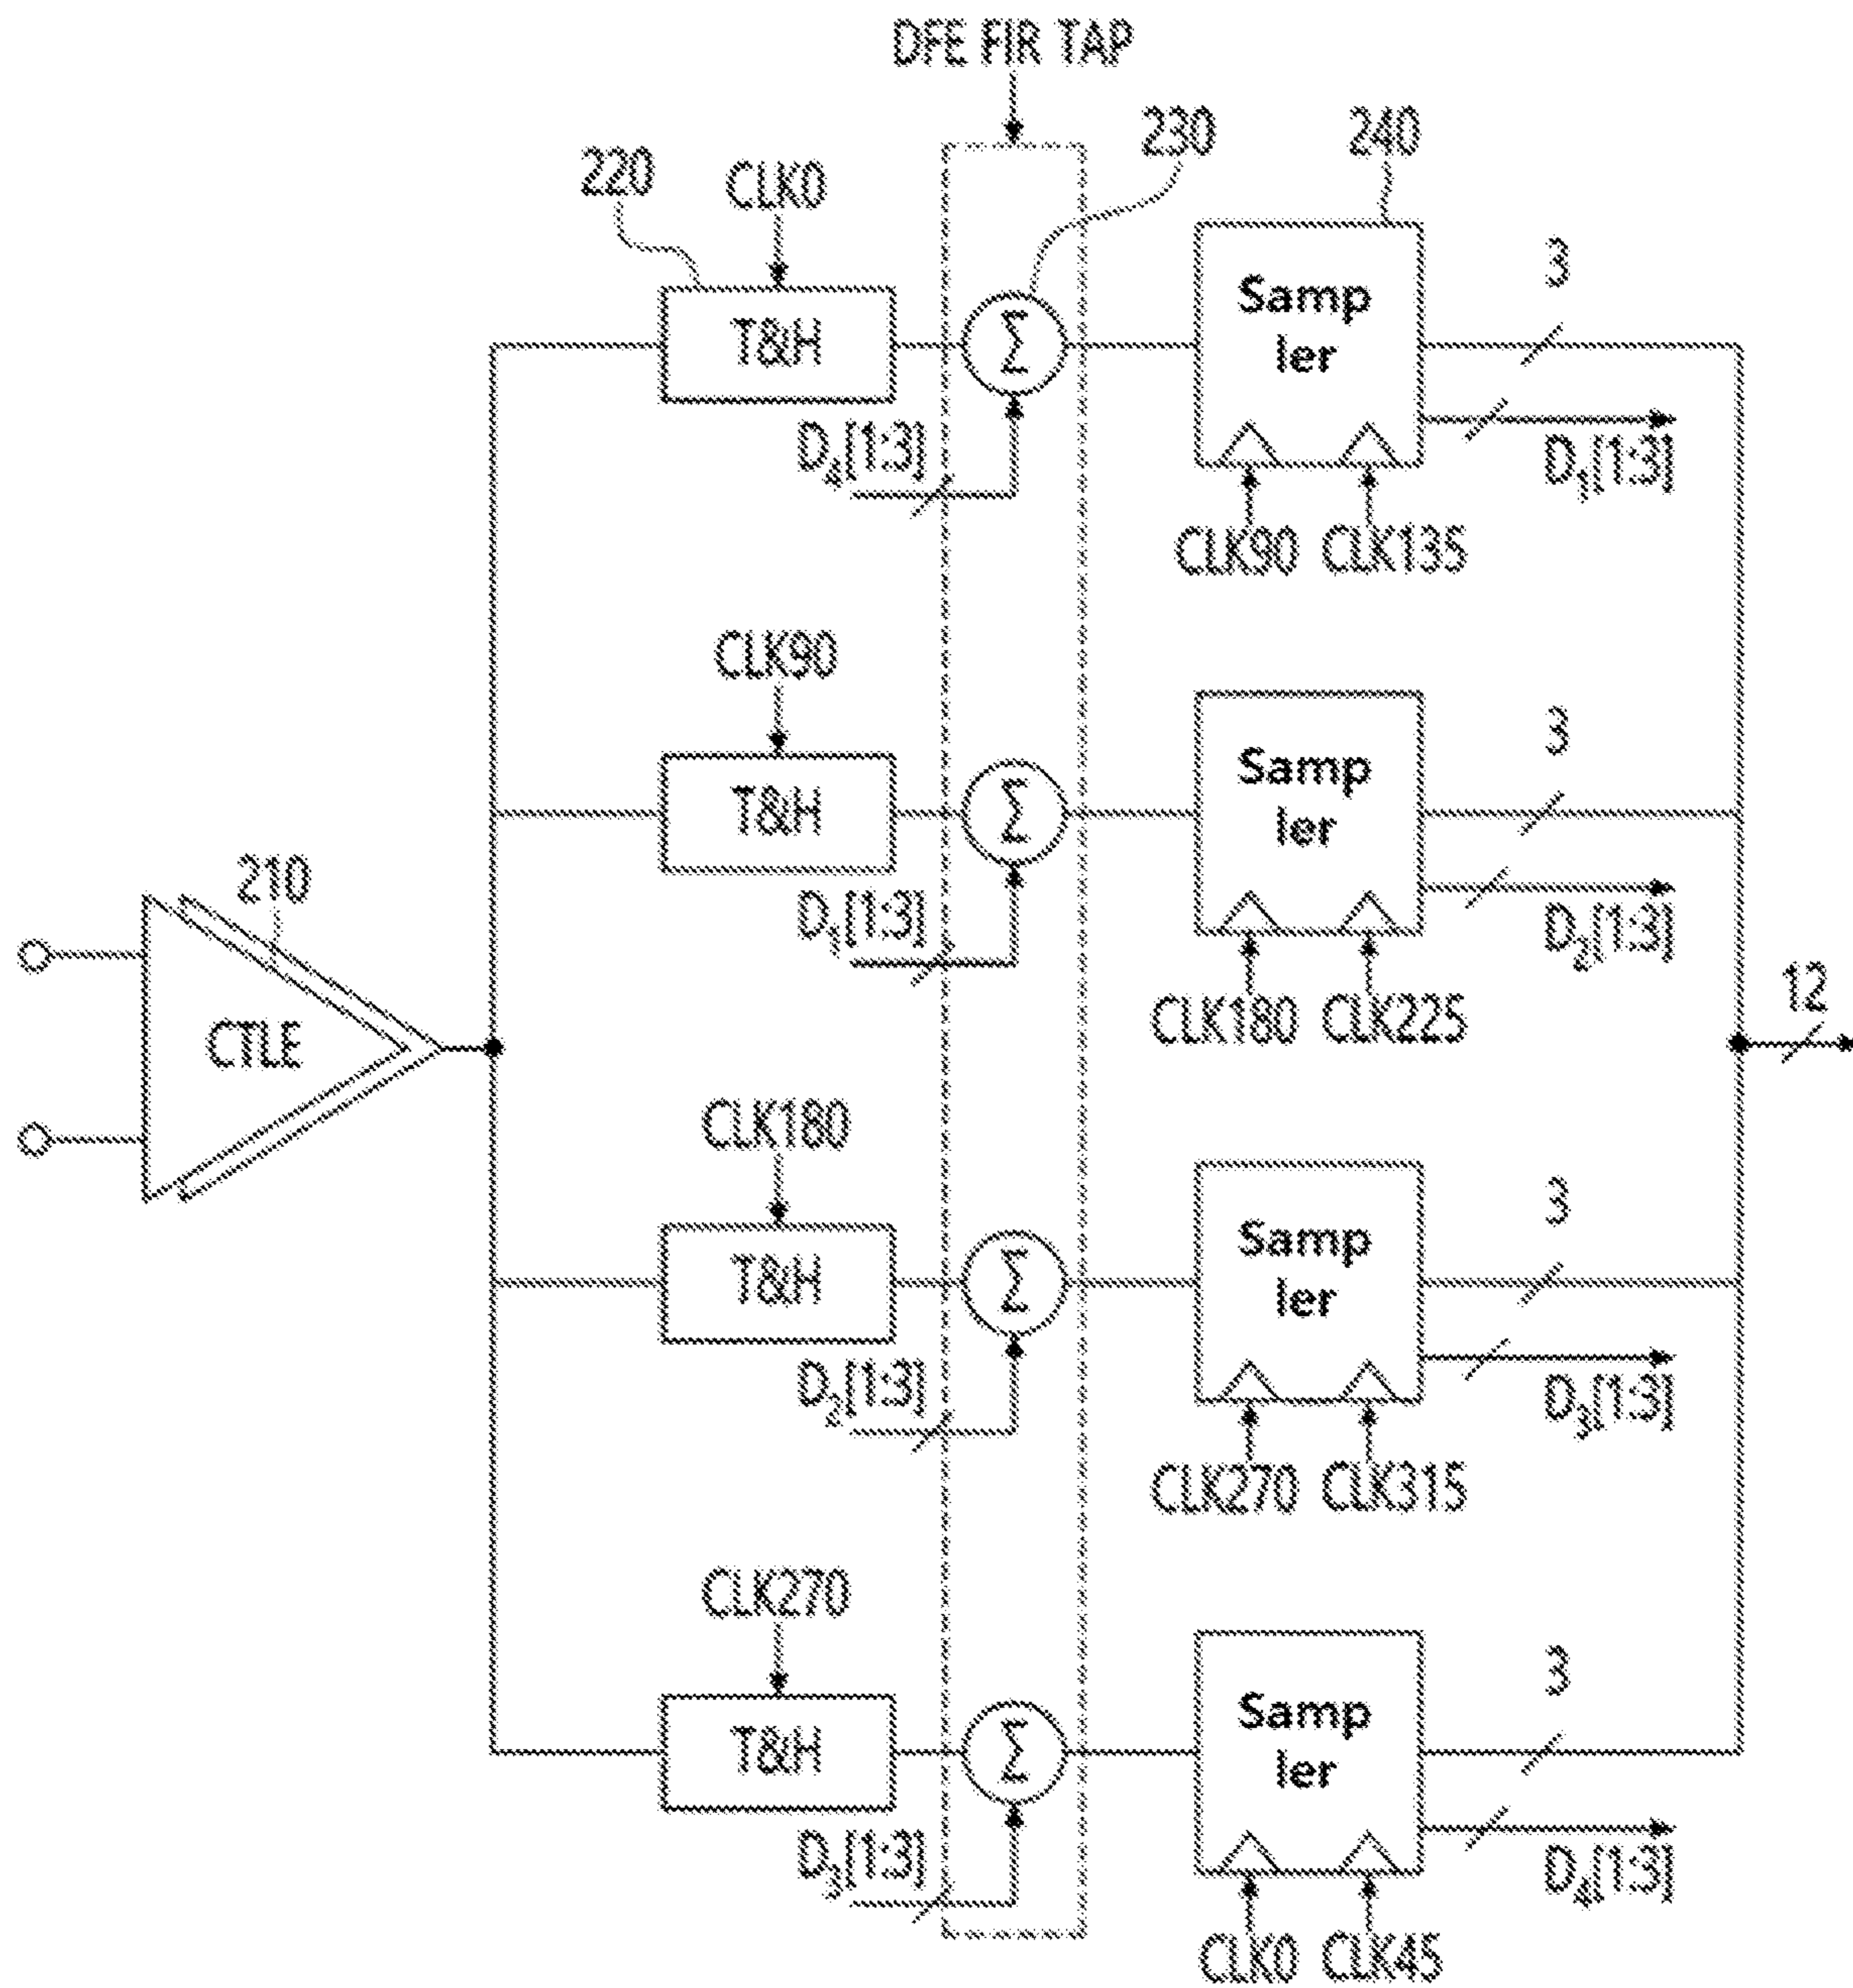 DFE FIR TAP
220
CLK0
230
240
T&H
Σ
Samp
ler
3
D4[1:3]
D1[1:3]
CLK90
CLK135
CLK90
T&H
Σ
Samp
ler
3
D1[1:3]
D2[1:3]
CLK180
CLK225
210
CTLE
12
CLK180
T&H
Σ
Samp
ler
3
D2[1:3]
D3[1:3]
CLK270
CLK315
CLK270
T&H
Σ
Samp
ler
3
D3[1:3]
D4[1:3]
CLK0
CLK45